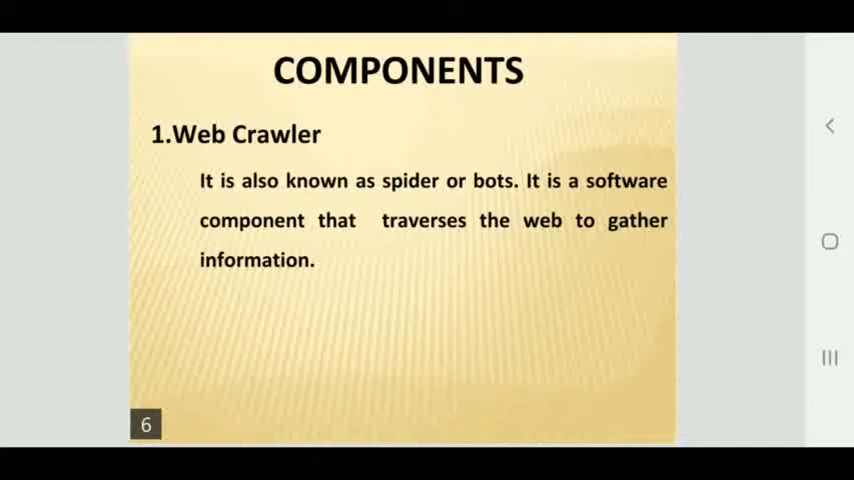 COMPONENTS
1.Web Crawler
It is also known as spider or bots. It is a software
component that traverses the web to gather
information.
6